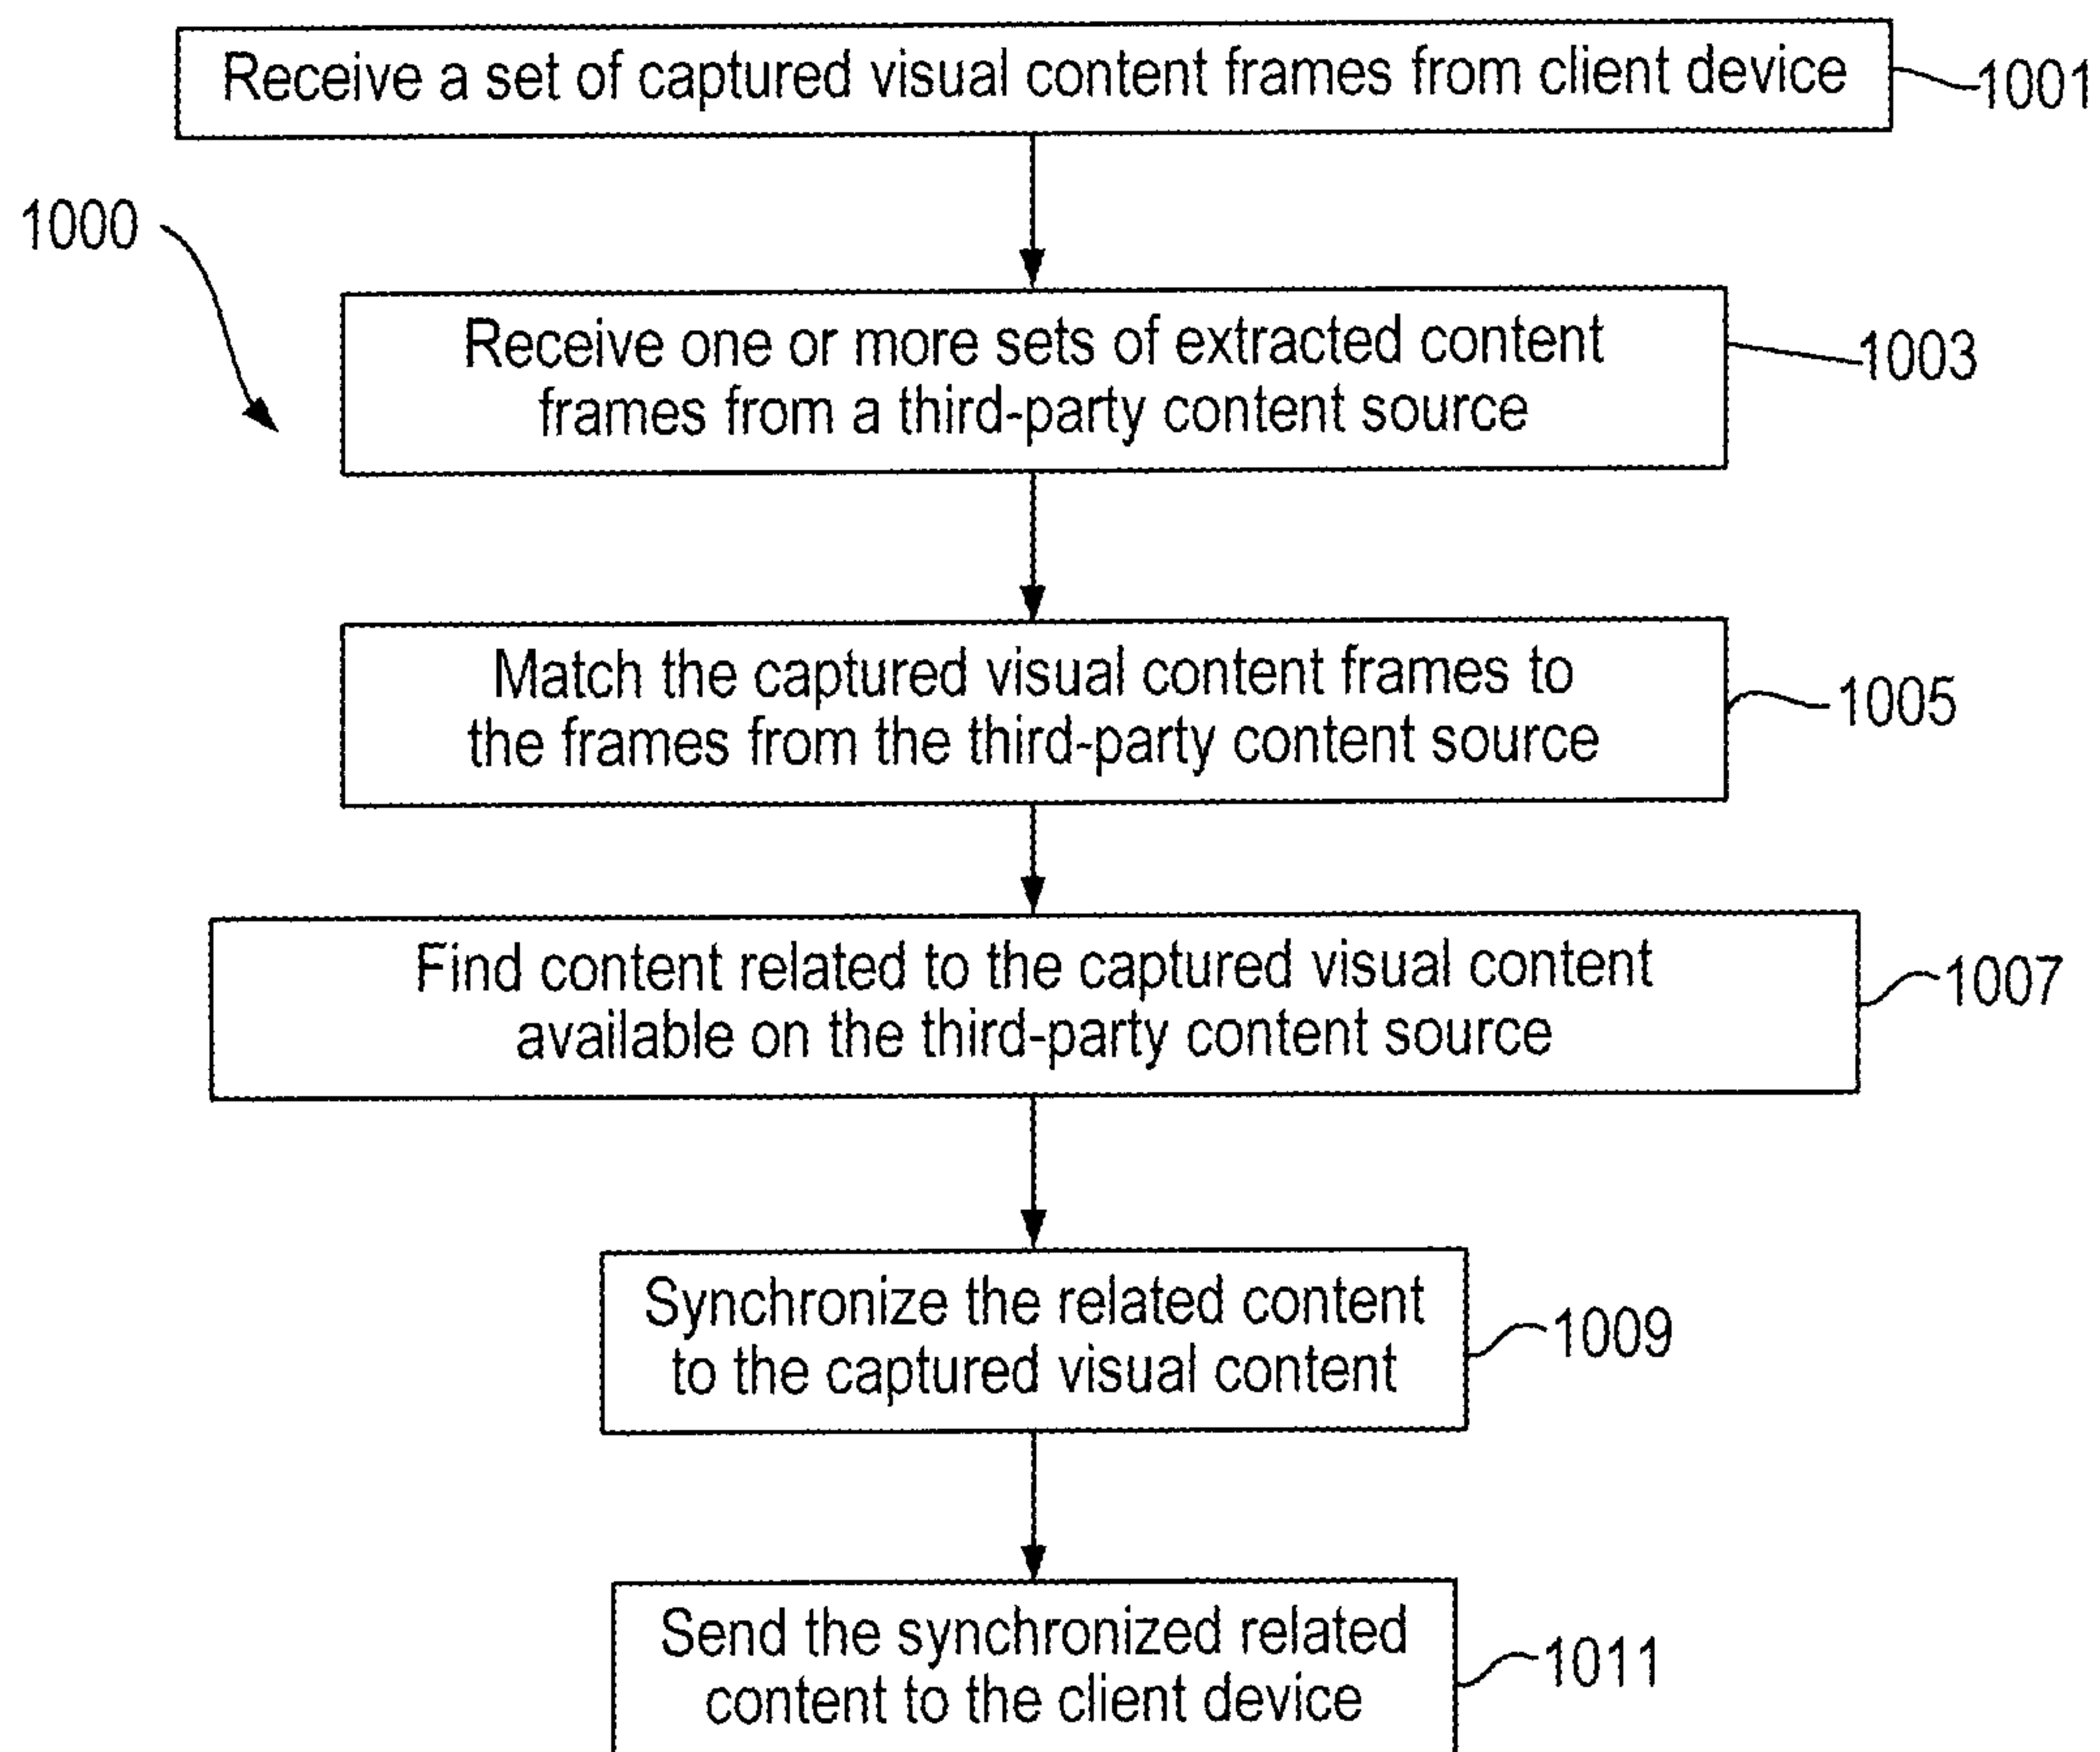 Receive a set of captured visual content frames from client device
1001
1000
Receive one or more sets of extracted content
frames from a third-party content source
1003
Match the captured visual content frames to
the frames from the third-party content source
1005
Find content related to the captured visual content
available on the third-party content source
1007
Synchronize the related content
to the captured visual content
1009
Send the synchronized related
content to the client device
1011